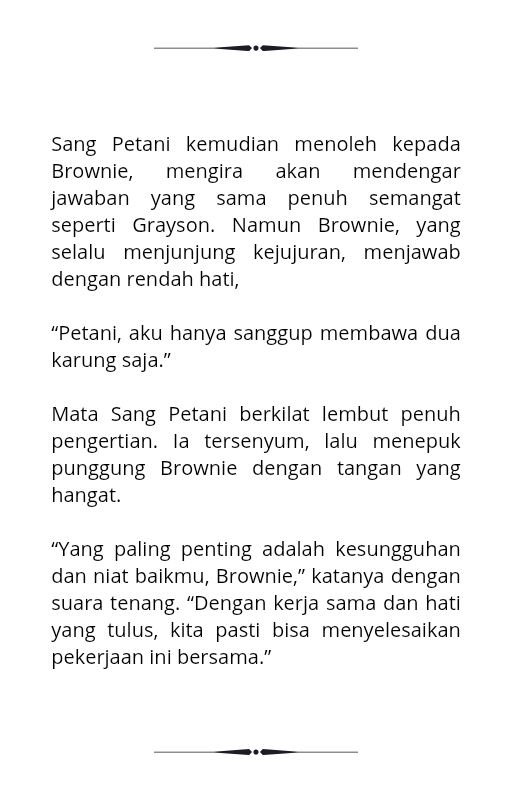 Sang Petani kemudian menoleh kepada
Brownie, mengira akan mendengar
jawaban yang sama penuh semangat
seperti Grayson. Namun Brownie, yang
selalu menjunjung kejujuran, menjawab
dengan rendah hati,
“Petani, aku hanya sanggup membawa dua
karung saja.”
Mata Sang Petani berkilat lembut penuh
pengertian. Ia tersenyum, lalu menepuk
punggung Brownie dengan tangan yang
hangat.
“Yang paling penting adalah kesungguhan
dan niat baikmu, Brownie,” katanya dengan
suara tenang. “Dengan kerja sama dan hati
yang tulus, kita pasti bisa menyelesaikan
pekerjaan ini bersama.”